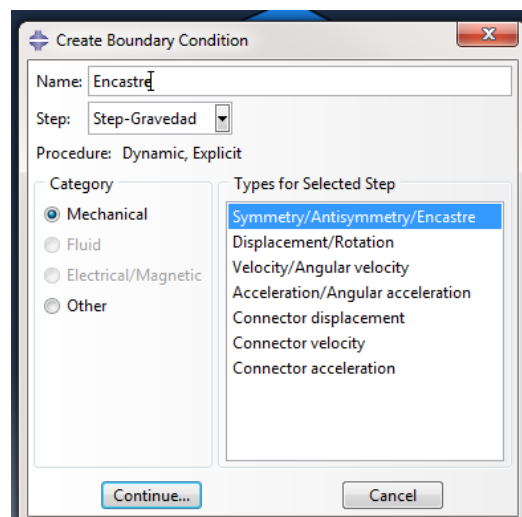 Create Boundary Condition
Name: Encastre
Step: Step-Gravedad
Procedure: Dynamic, Explicit
Category
Mechanical
Fluid
Electrical/Magnetic
Other
Types for Selected Step
Symmetry/Antisymmetry/Encastre
Displacement/Rotation
Velocity/Angular velocity
Acceleration/Angular acceleration
Connector displacement
Connector velocity
Connector acceleration
Continue...
Cancel